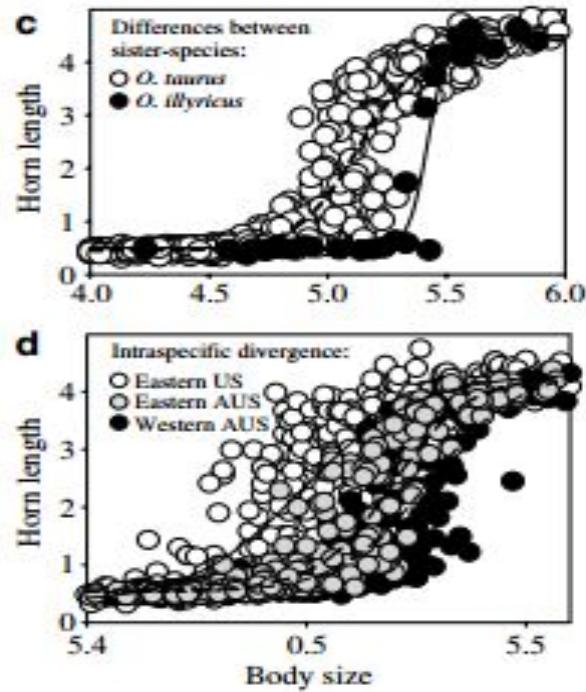 c
Differences between
sister-species:
O. taurus
O. illyricus
Horn length
4
3
2
1
0
4.0 4.5 5.0 5.5 6.0
d
Intraspecific divergence:
Eastern US
Eastern AUS
Western AUS
Horn length
4
3
2
1
0
5.4 0.5 5.5
Body size